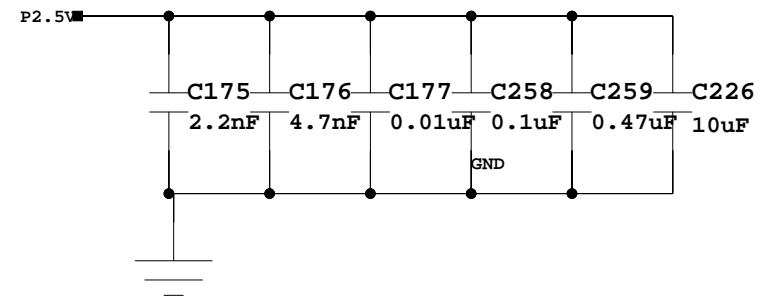 P2.5V
C175 C176 C177 C258 C259 C226
2.2nF 4.7nF 0.01uF 0.1uF 0.47uF 10uF
GND